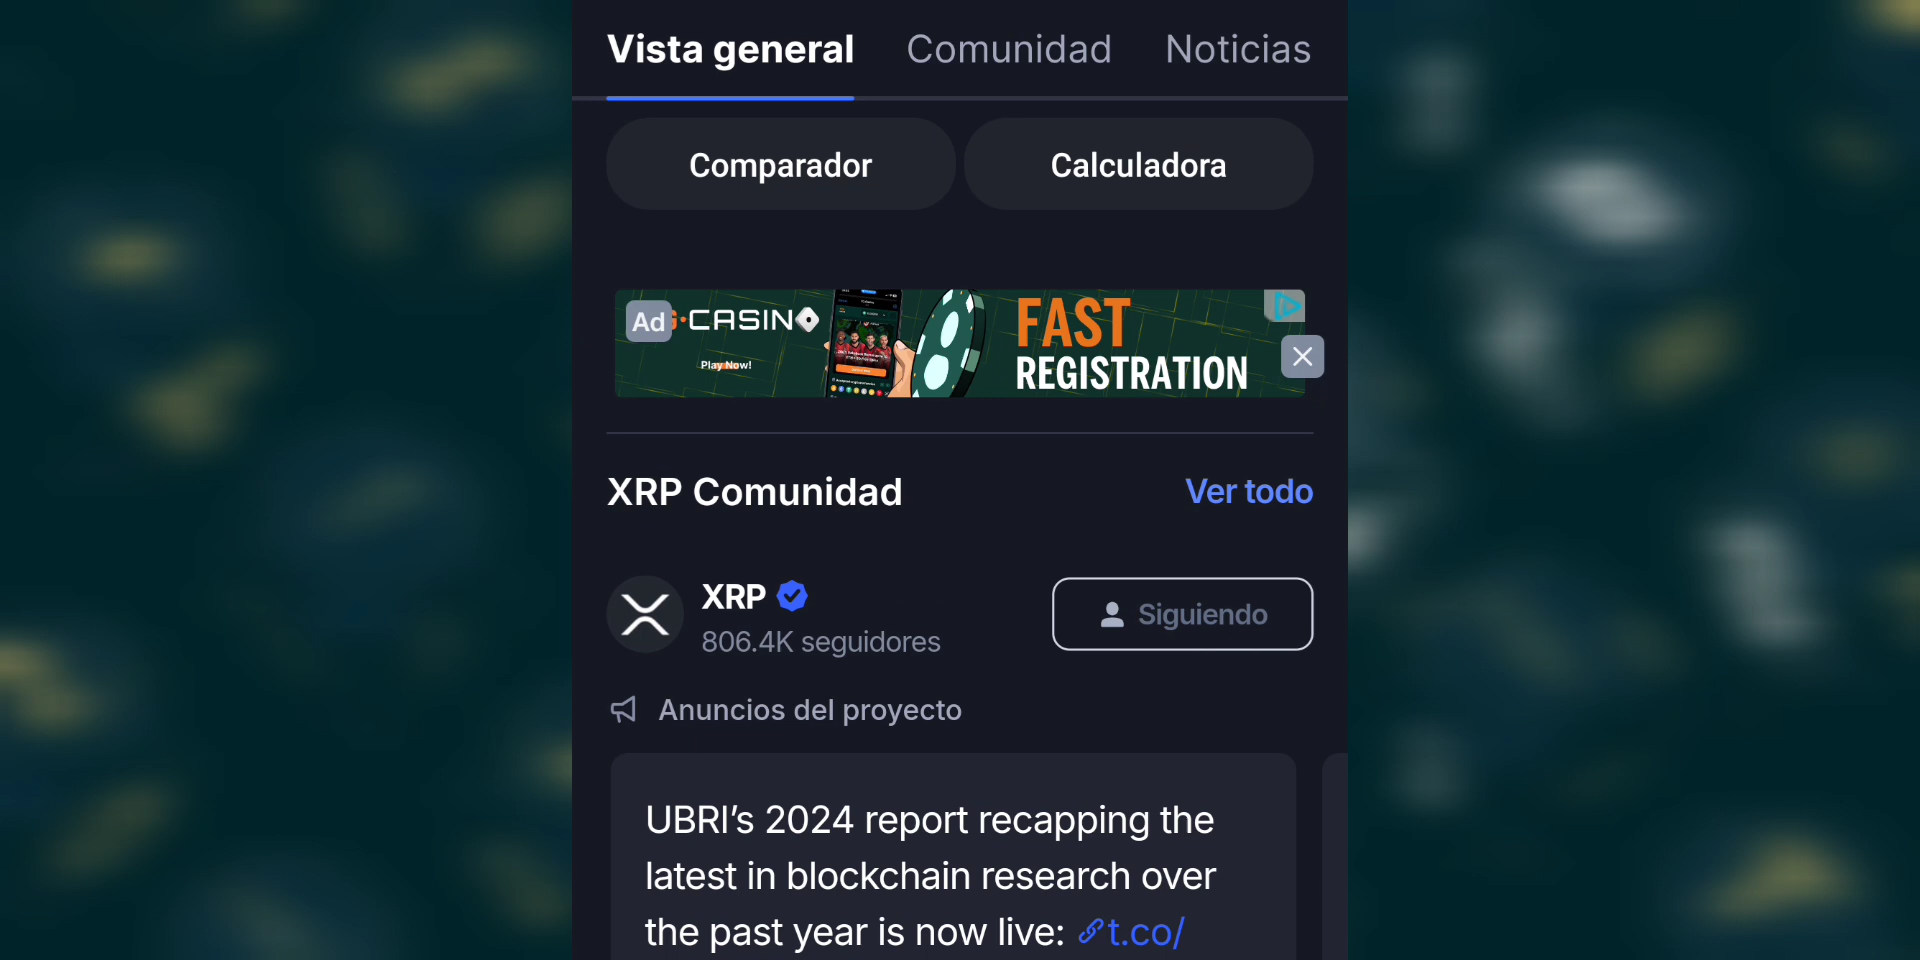 Vista general Comunidad Noticias
Comparador Calculadora
Ad G·CASINO
Play Now!
FAST
REGISTRATION
XRP Comunidad Ver todo
XRP
806.4K seguidores
Siguiendo
Anuncios del proyecto
UBRI’s 2024 report recapping the
latest in blockchain research over
the past year is now live: t.co/